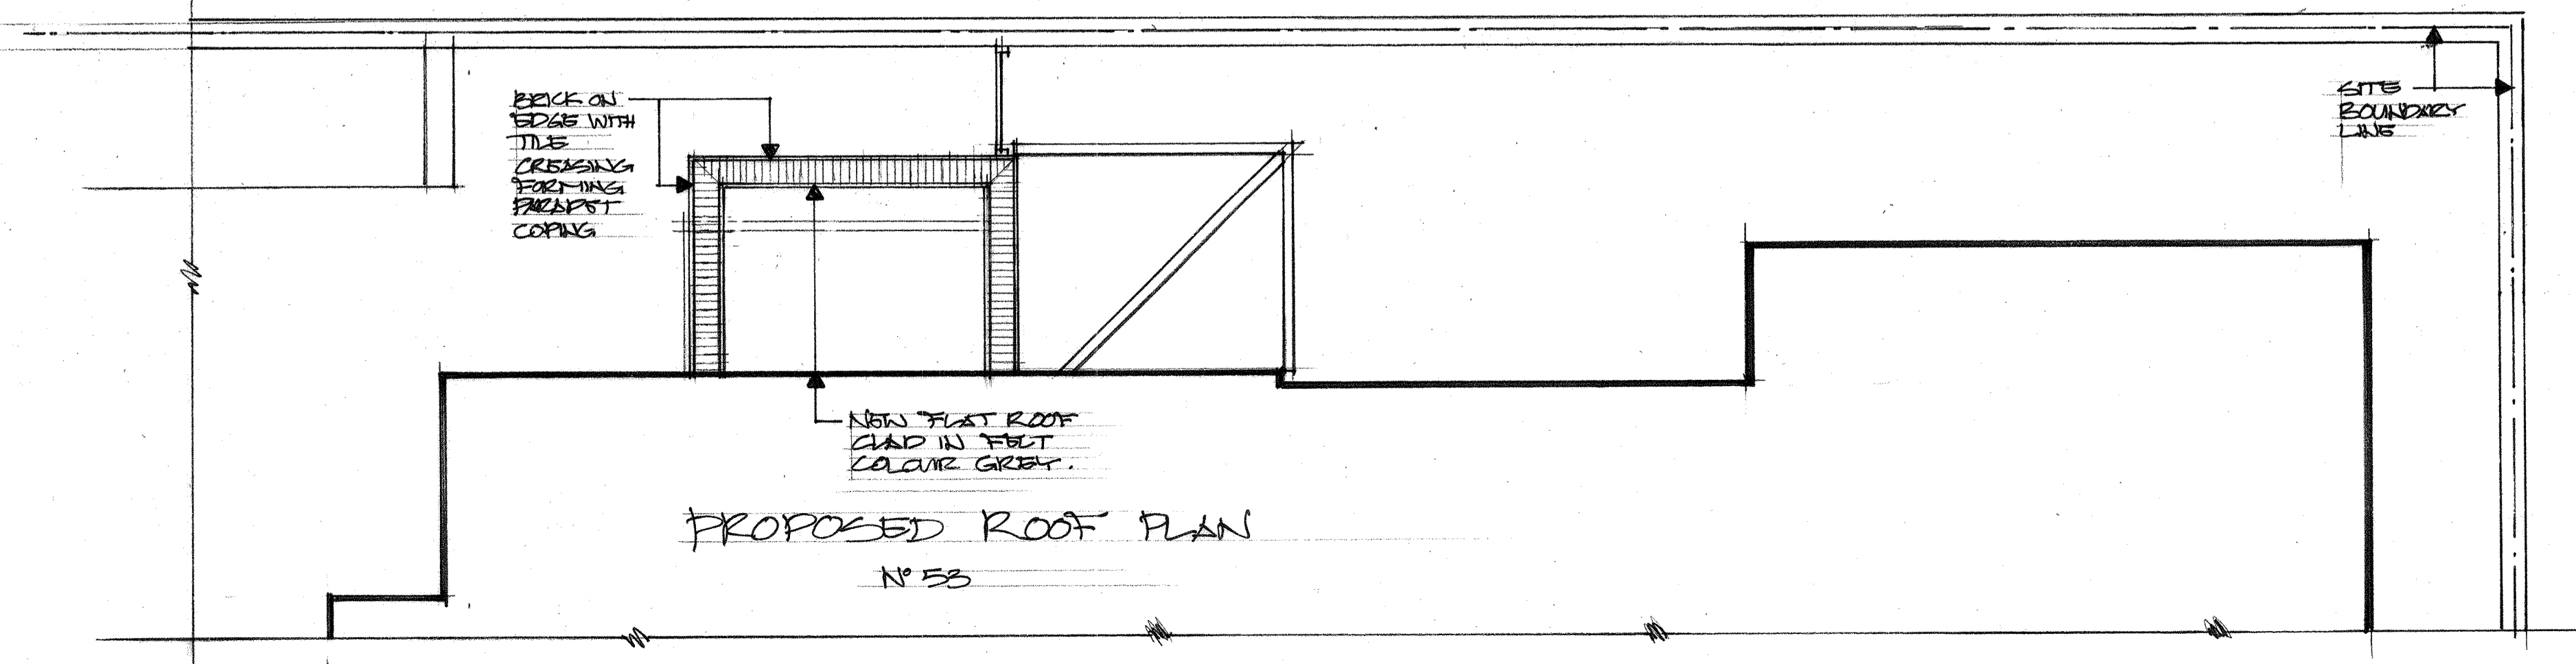 BRICK ON
EDGE WITH
TILE
CREASING
FORMING
PARAPET
COPING
SITE
BOUNDARY
LINE
NEW FLAT ROOF
CLAD IN FELT
COLOUR GREY.
PROPOSED ROOF PLAN
Nº 53